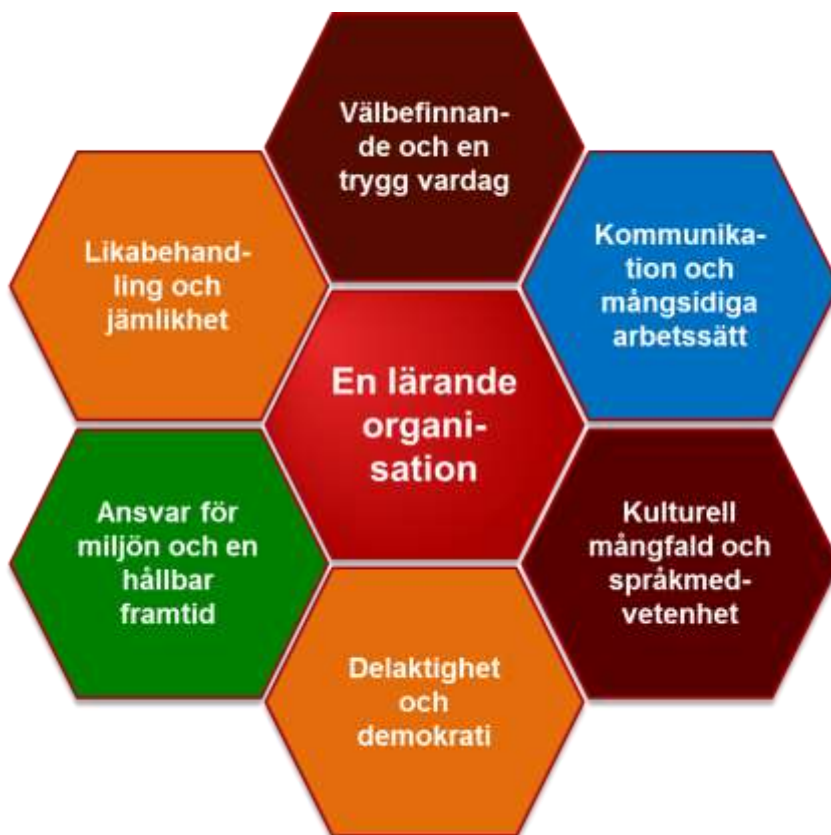 Välbefinnan-
de och en
trygg vardag
Likabehand-
ling och
jämlikhet
Kommunika-
tion och
mångsidiga
arbetssätt
En lärande
organi-
sation
Ansvar för
miljön och en
hållbar
framtid
Kulturell
mångfald och
språkmed-
vetenhet
Delaktighet
och
demokrati